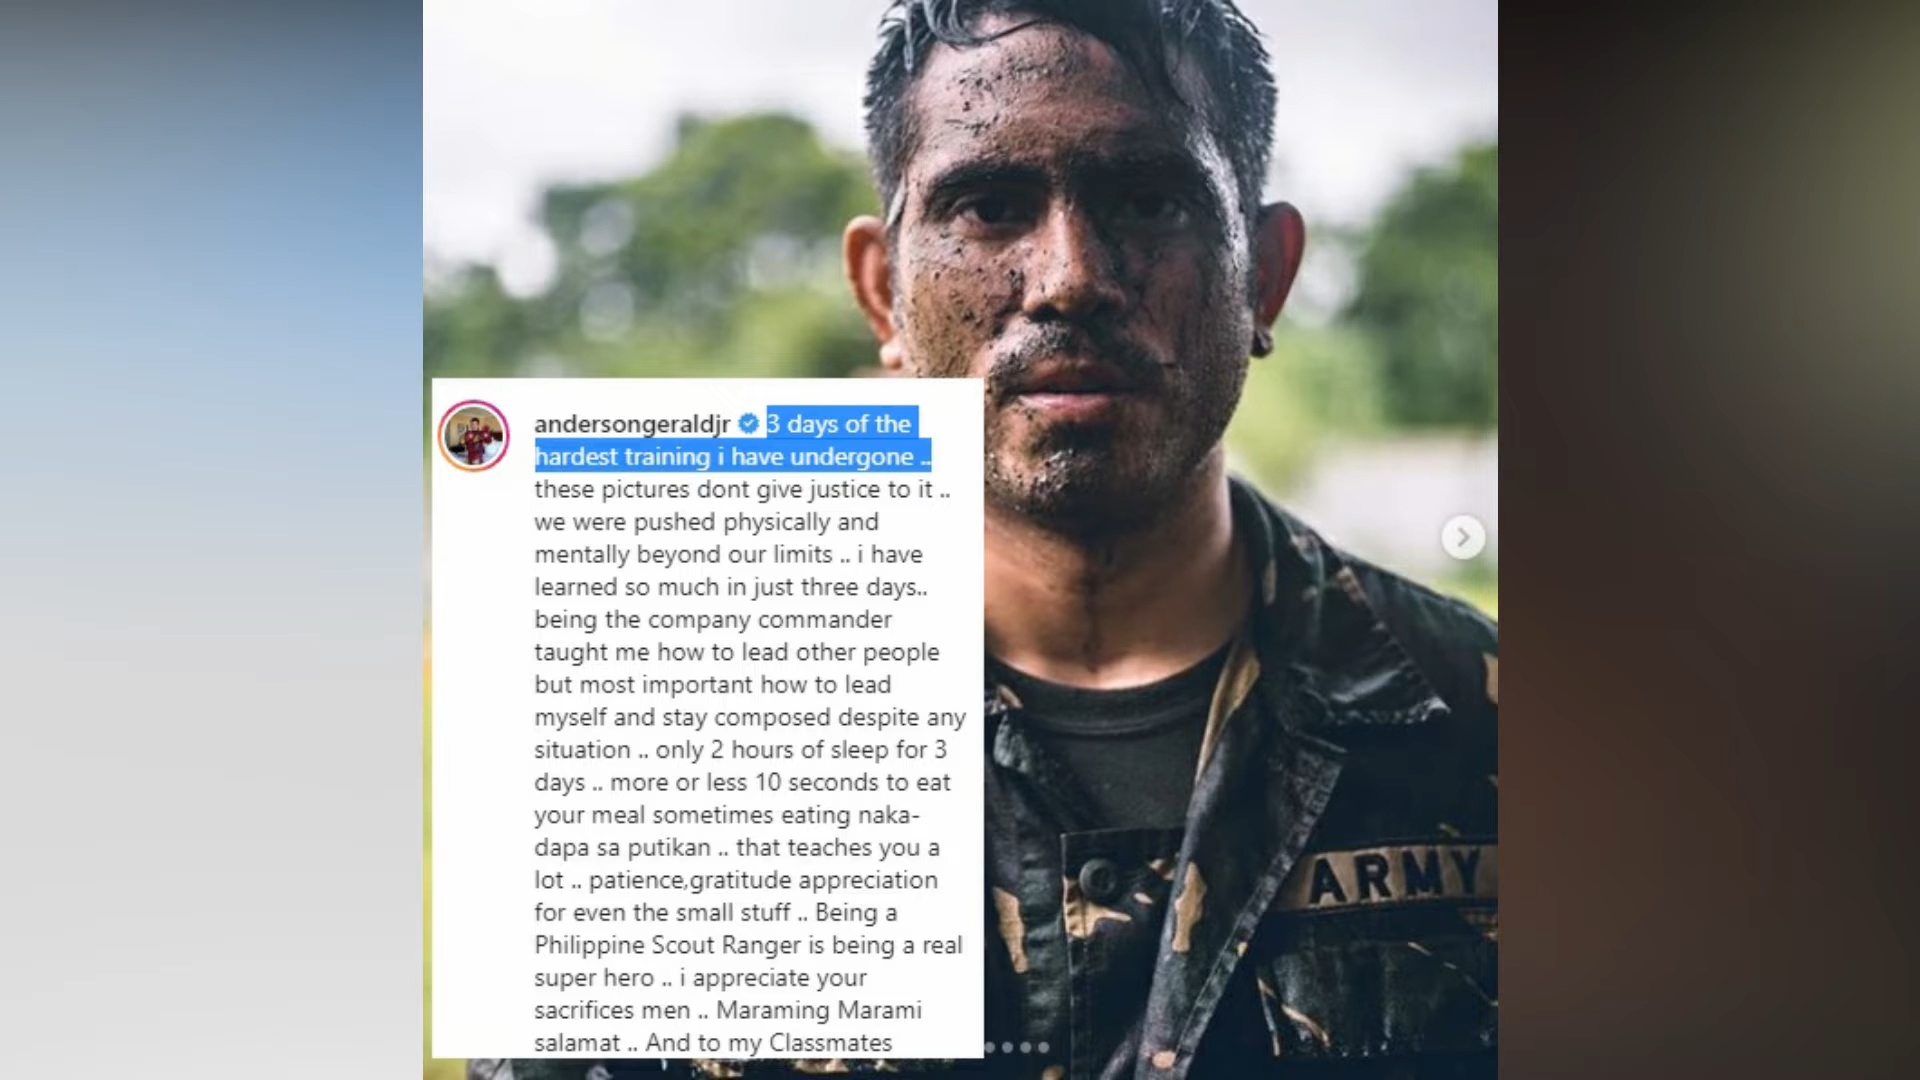 andersongeraldjr 3 days of the
hardest training i have undergone ..
these pictures dont give justice to it ..
we were pushed physically and
mentally beyond our limits .. i have
learned so much in just three days..
being the company commander
taught me how to lead other people
but most important how to lead
myself and stay composed despite any
situation .. only 2 hours of sleep for 3
days .. more or less 10 seconds to eat
your meal sometimes eating naka-
dapa sa putikan .. that teaches you a
lot .. patience,gratitude appreciation
for even the small stuff .. Being a
Philippine Scout Ranger is being a real
super hero .. i appreciate your
sacrifices men .. Maraming Marami
salamat .. And to my Classmates
ARMY